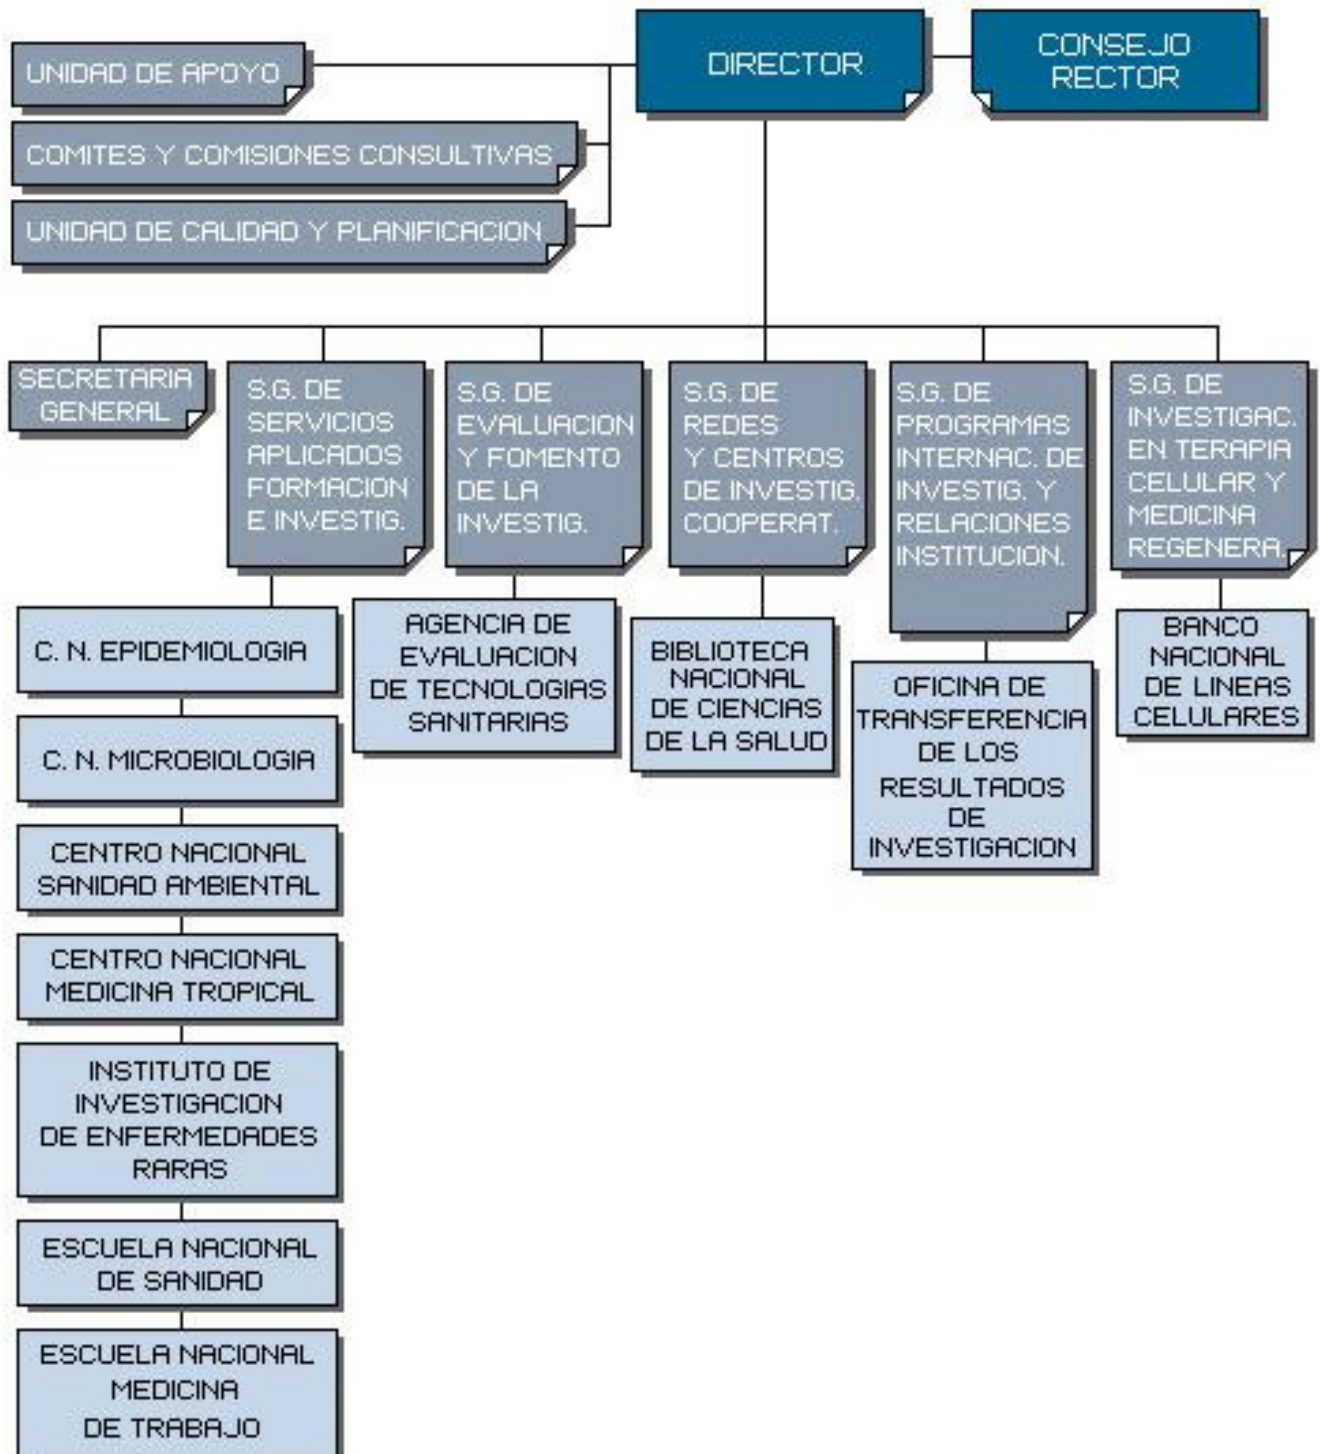 DIRECTOR
CONSEJO
RECTOR
UNIDAD DE APOYO
COMITES Y COMISIONES CONSULTIVAS
UNIDAD DE CALIDAD Y PLANIFICACION
SECRETARIA
GENERAL
S.G. DE
SERVICIOS
APLICADOS
FORMACION
E INVESTIG.
S.G. DE
EVALUACION
Y FOMENTO
DE LA
INVESTIG.
S.G. DE
REDES
Y CENTROS
DE INVESTIG.
COOPERAT.
S.G. DE
PROGRAMAS
INTERNAC. DE
INVESTIG. Y
RELACIONES
INSTITUCION.
S.G. DE
INVESTIGAC.
EN TERAPIA
CELULAR Y
MEDICINA
REGENERA.
C. N. EPIDEMIOLOGIA
C. N. MICROBIOLOGIA
CENTRO NACIONAL
SANIDAD AMBIENTAL
CENTRO NACIONAL
MEDICINA TROPICAL
INSTITUTO DE
INVESTIGACION
DE ENFERMEDADES
RARAS
ESCUELA NACIONAL
DE SANIDAD
ESCUELA NACIONAL
MEDICINA
DE TRABAJO
AGENCIA DE
EVALUACION
DE TECNOLOGIAS
SANITARIAS
BIBLIOTECA
NACIONAL
DE CIENCIAS
DE LA SALUD
OFICINA DE
TRANSFERENCIA
DE LOS
RESULTADOS
DE
INVESTIGACION
BANCO
NACIONAL
DE LINEAS
CELULARES